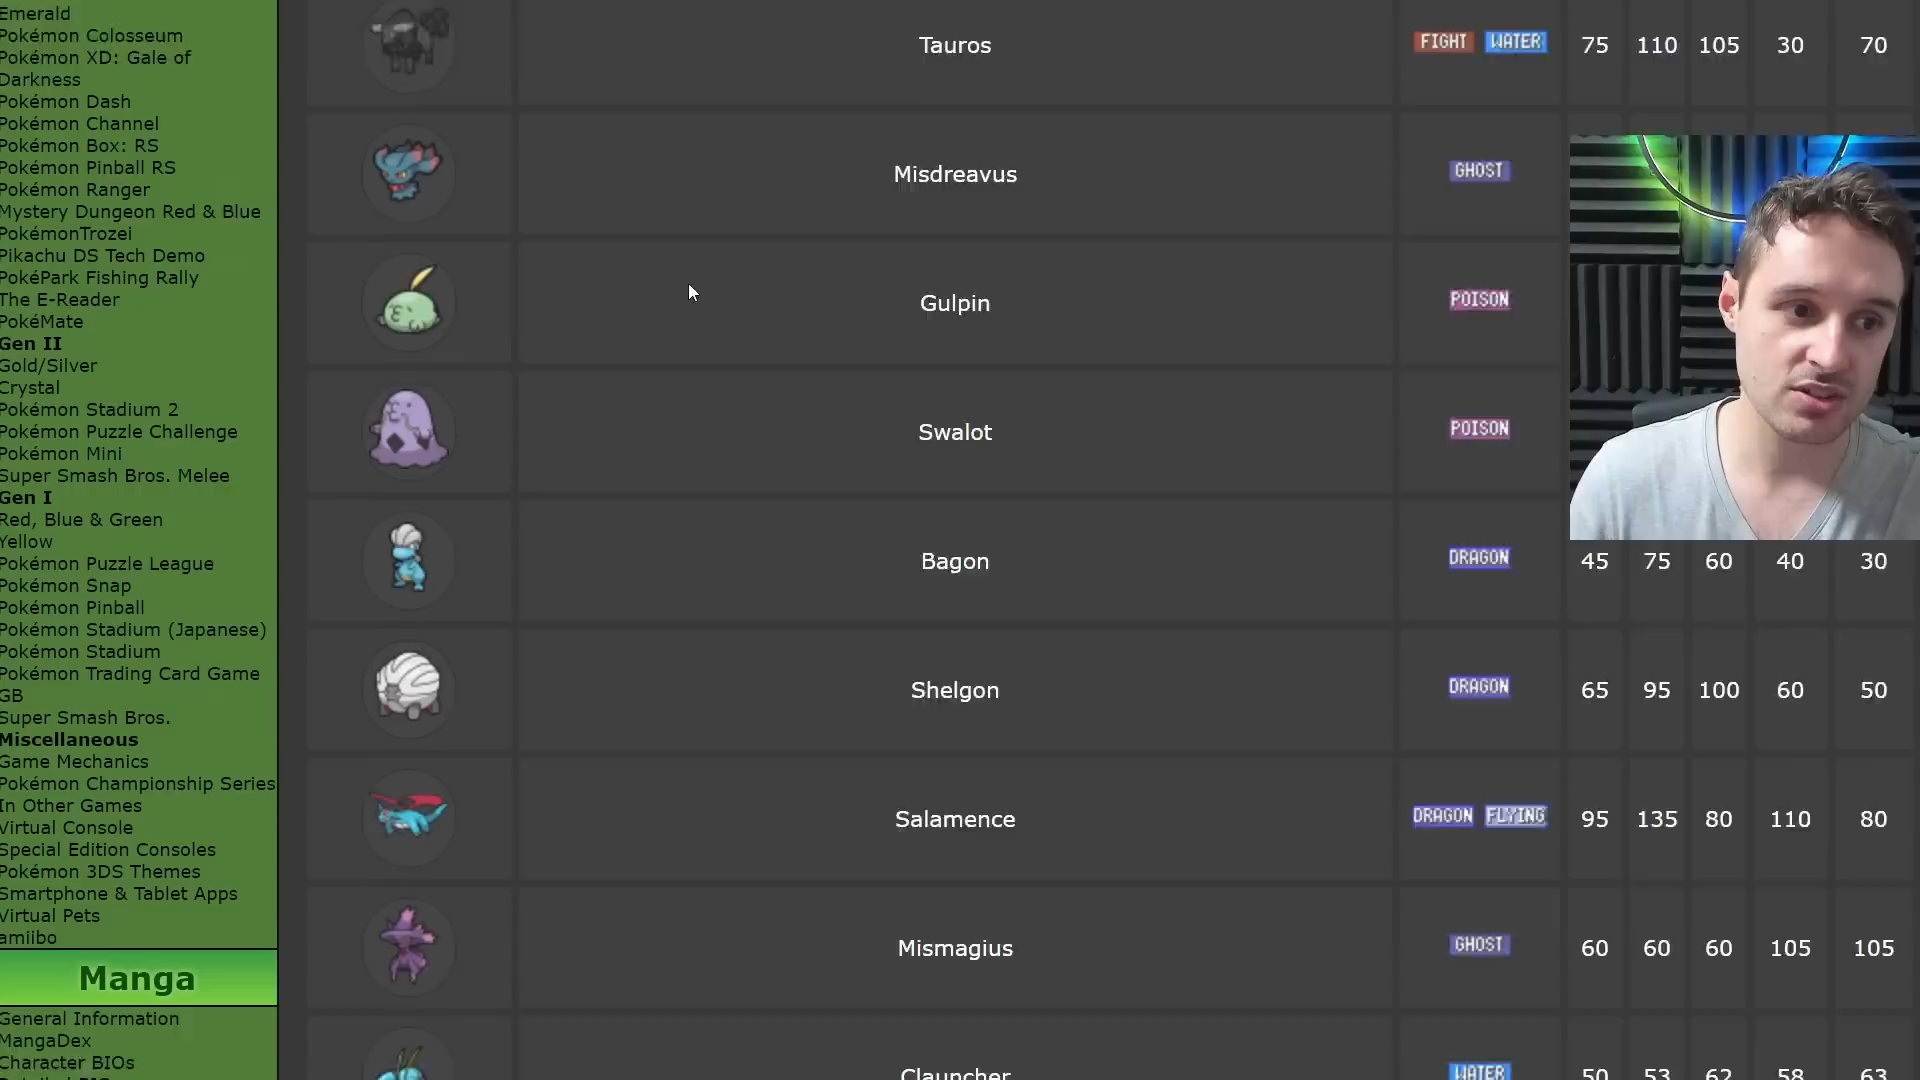 Emerald
Pokémon Colosseum
Pokémon XD: Gale of
Darkness
Pokémon Dash
Pokémon Channel
Pokémon Box: RS
Pokémon Pinball RS
Pokémon Ranger
Mystery Dungeon Red & Blue
PokémonTrozei
Pikachu DS Tech Demo
PokéPark Fishing Rally
The E-Reader
PokéMate
Gen II
Gold/Silver
Crystal
Pokémon Stadium 2
Pokémon Puzzle Challenge
Pokémon Mini
Super Smash Bros. Melee
Gen I
Red, Blue & Green
Yellow
Pokémon Puzzle League
Pokémon Snap
Pokémon Pinball
Pokémon Stadium (Japanese)
Pokémon Stadium
Pokémon Trading Card Game
GB
Super Smash Bros.
Miscellaneous
Game Mechanics
Pokémon Championship Series
In Other Games
Virtual Console
Special Edition Consoles
Pokémon 3DS Themes
Smartphone & Tablet Apps
Virtual Pets
amiibo
Manga
General Information
MangaDex
Character BIOs
Tauros FIGHT WATER 75 110 105 30 70
Misdreavus GHOST
Gulpin POISON
Swalot POISON
Bagon DRAGON 45 75 60 40 30
Shelgon DRAGON 65 95 100 60 50
Salamence DRAGON FLYING 95 135 80 110 80
Mismagius GHOST 60 60 60 105 105
Clauncher WATER 50 53 62 58 63